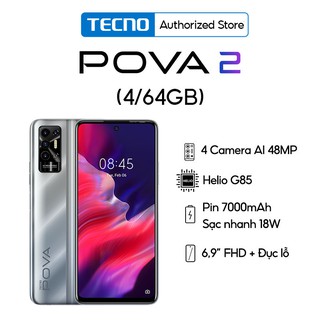 TECNO Authorized Store
POVA 2
(4/64GB)
4 Camera AI 48MP
Helio G85
Pin 7000mAh
Sạc nhanh 18W
6,9" FHD + Đục lỗ
08:46
POVA